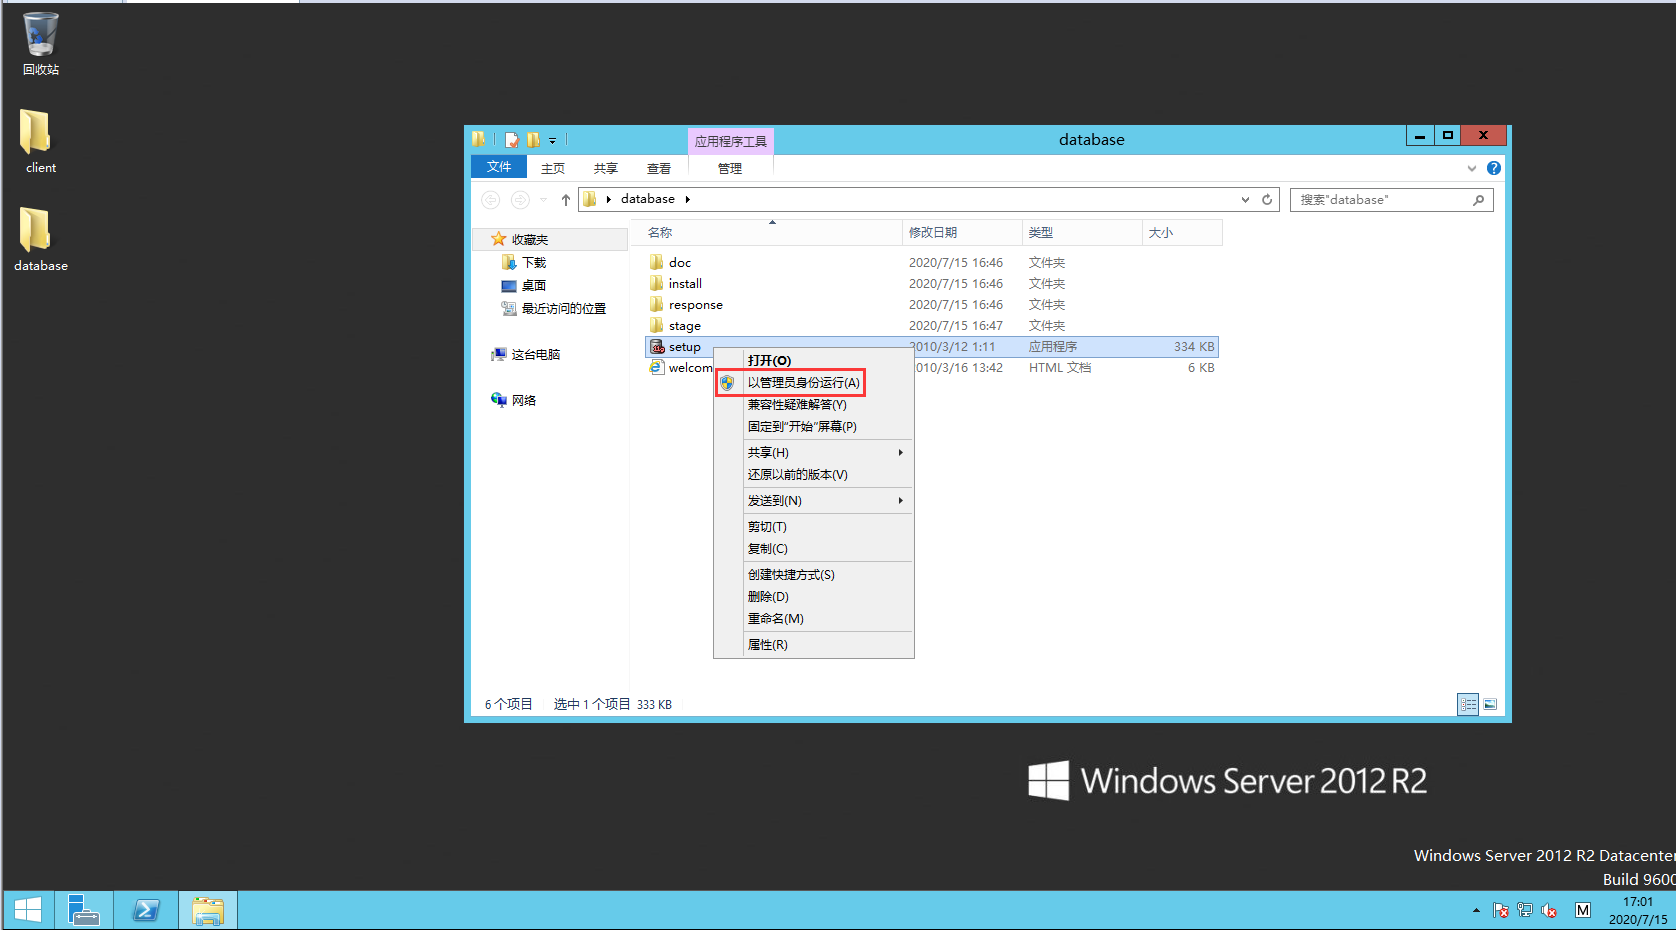 回收站
client
database
应用程序工具
database
文件
主页
共享
查看
管理
database
搜索"database"
收藏夹
下载
桌面
最近访问的位置
这台电脑
网络
名称
修改日期
类型
大小
doc
2020/7/15 16:46
文件夹
install
2020/7/15 16:46
文件夹
response
2020/7/15 16:46
文件夹
stage
2020/7/15 16:47
文件夹
setup
2010/3/12 1:11
应用程序
334 KB
welcom
2010/3/16 13:42
HTML 文档
6 KB
打开(O)
以管理员身份运行(A)
兼容性疑难解答(Y)
固定到"开始"屏幕(P)
共享(H)
还原以前的版本(V)
发送到(N)
剪切(T)
复制(C)
创建快捷方式(S)
删除(D)
重命名(M)
属性(R)
6 个项目
选中 1 个项目 333 KB
Windows Server 2012 R2
Windows Server 2012 R2 Datacenter
Build 9600
M
17:01
2020/7/15